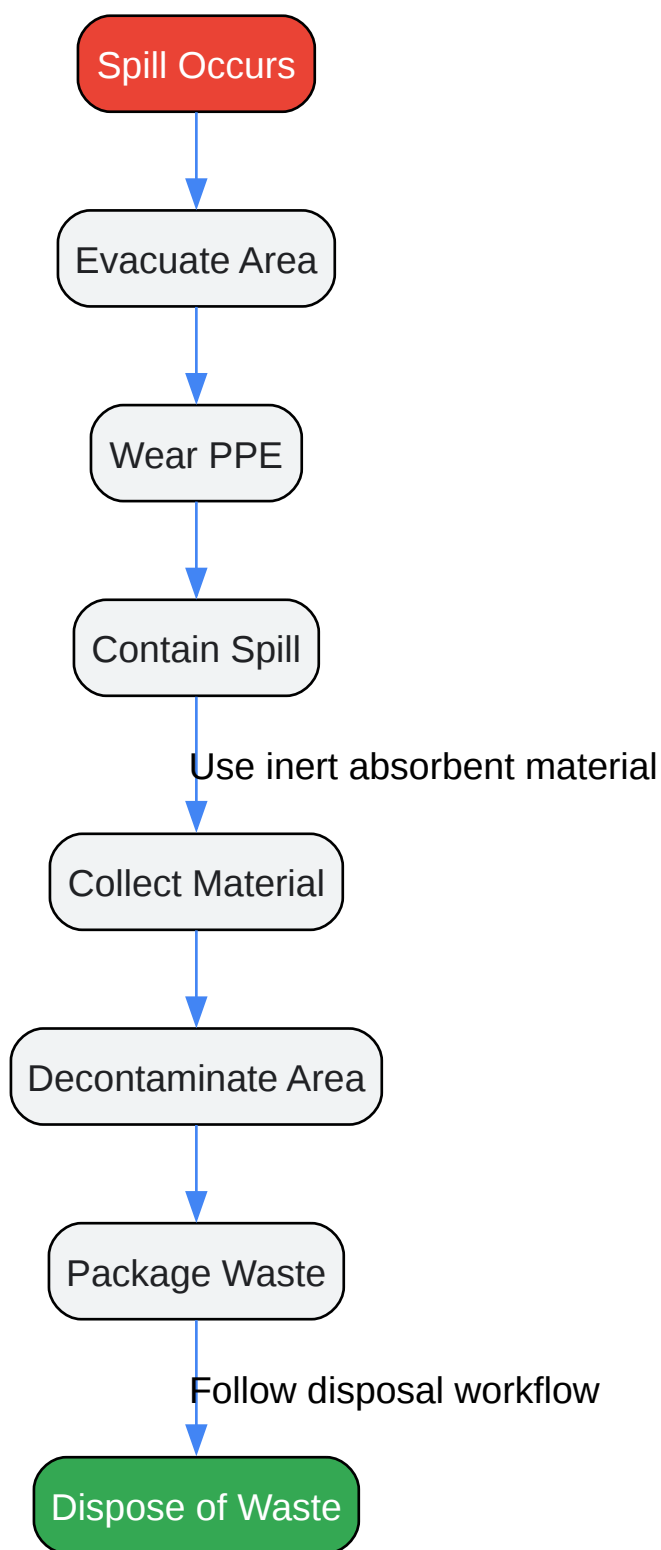 Spill Occurs
Evacuate Area
Wear PPE
Contain Spill
Use inert absorbent material
Collect Material
Decontaminate Area
Package Waste
Follow disposal workflow
Dispose of Waste